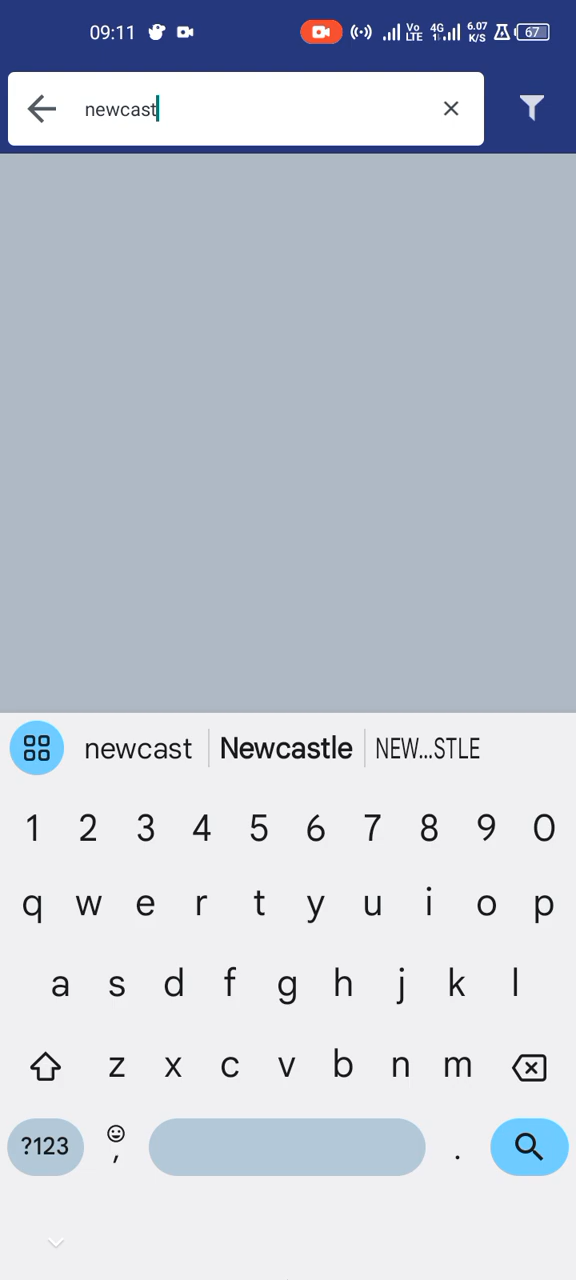 09:11 Vo LTE 4G 6.07 K/S 67
newcast
newcast Newcastle NEW...STLE
1 2 3 4 5 6 7 8 9 0
q w e r t y u i o p
a s d f g h j k l
z x c v b n m
?123 , .